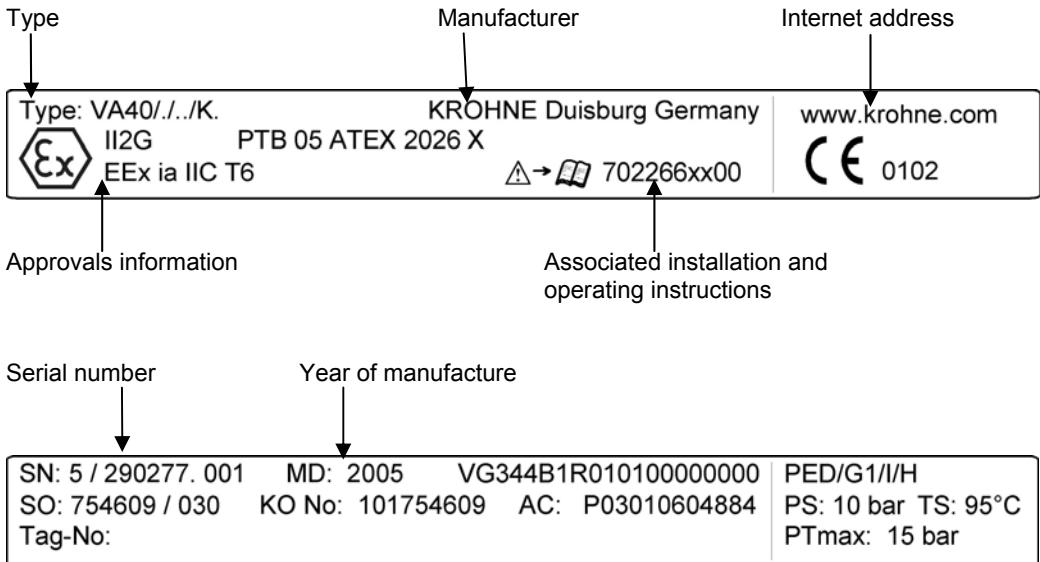 Type Manufacturer Internet address
Type: VA40/./../K. KROHNE Duisburg Germany www.krohne.com
II2G PTB 05 ATEX 2026 X
Ex EEx ia IIC T6 702266xx00 CE 0102
Approvals information Associated installation and
operating instructions
Serial number Year of manufacture
SN: 5 / 290277. 001 MD: 2005 VG344B1R010100000000 PED/G1/I/H
SO: 754609 / 030 KO No: 101754609 AC: P03010604884 PS: 10 bar TS: 95°C
Tag-No: PTmax: 15 bar